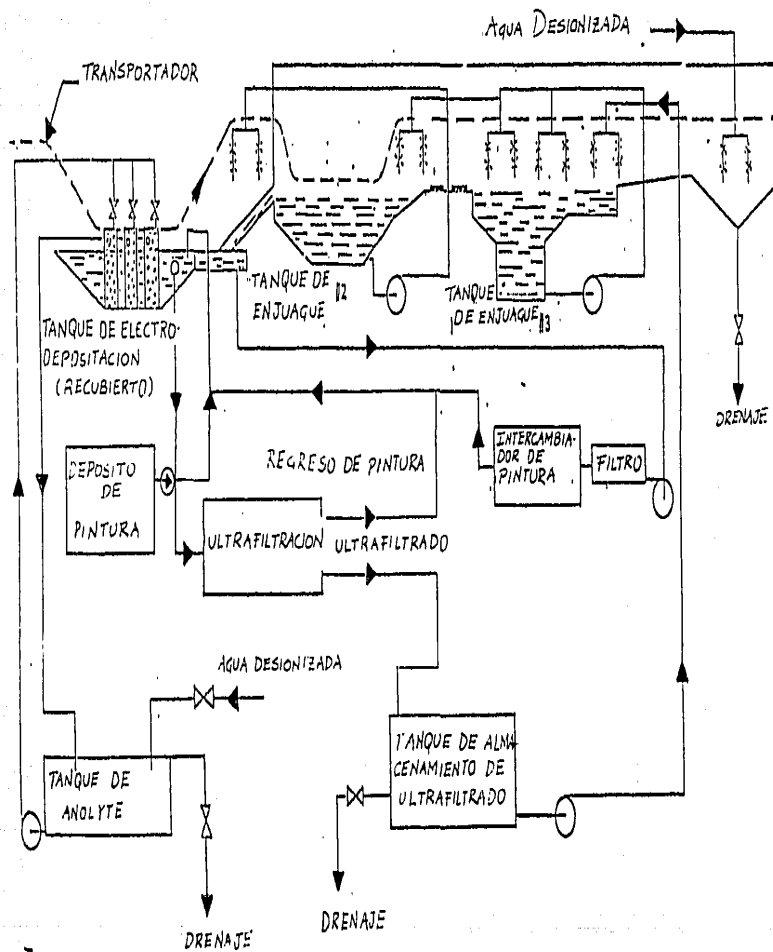 AGUA DESIONIZADA
TRANSPORTADOR
TANQUE DE
ENJUAGUE #2
TANQUE
DE ENJUAGUE #3
TANQUE DE ELECTRO-
DEPOSITACION
(RECUBIERTO)
DRENAJE
DEPOSITO
DE
PINTURA
REGRESO DE PINTURA
INTERCAMBIA-
DOR DE
PINTURA
FILTRO
ULTRAFILTRACION
ULTRAFILTRADO
AGUA DESIONIZADA
TANQUE DE
ANOLYTE
TANQUE DE ALMA-
CENAMIENTO DE
ULTRAFILTRADO
DRENAJE
DRENAJE